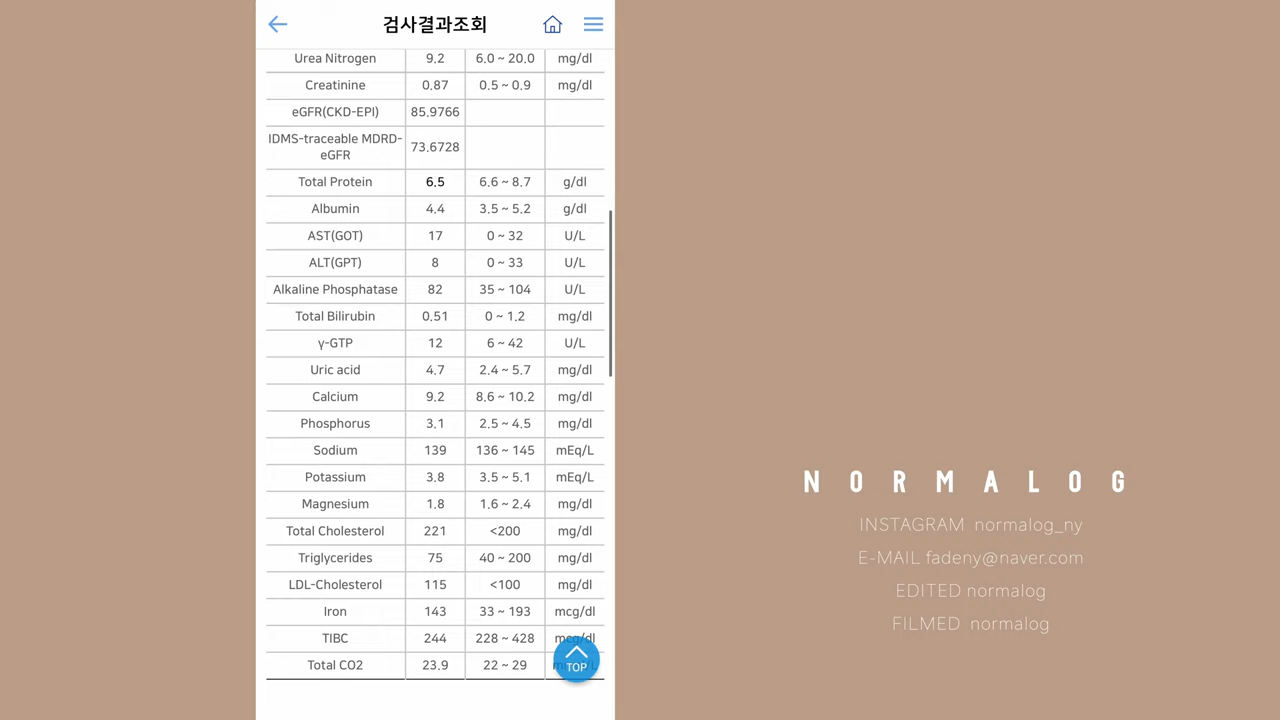 검사결과조회
Urea Nitrogen 9.2 6.0 ~ 20.0 mg/dl
Creatinine 0.87 0.5 ~ 0.9 mg/dl
eGFR(CKD-EPI) 85.9766
IDMS-traceable MDRD-
eGFR 73.6728
Total Protein 6.5 6.6 ~ 8.7 g/dl
Albumin 4.4 3.5 ~ 5.2 g/dl
AST(GOT) 17 0 ~ 32 U/L
ALT(GPT) 8 0 ~ 33 U/L
Alkaline Phosphatase 82 35 ~ 104 U/L
Total Bilirubin 0.51 0 ~ 1.2 mg/dl
γ-GTP 12 6 ~ 42 U/L
Uric acid 4.7 2.4 ~ 5.7 mg/dl
Calcium 9.2 8.6 ~ 10.2 mg/dl
Phosphorus 3.1 2.5 ~ 4.5 mg/dl
Sodium 139 136 ~ 145 mEq/L
Potassium 3.8 3.5 ~ 5.1 mEq/L
Magnesium 1.8 1.6 ~ 2.4 mg/dl
Total Cholesterol 221 <200 mg/dl
Triglycerides 75 40 ~ 200 mg/dl
LDL-Cholesterol 115 <100 mg/dl
Iron 143 33 ~ 193 mcg/dl
TIBC 244 228 ~ 428 mcg/dl
Total CO2 23.9 22 ~ 29
TOP
NORMALOG
INSTAGRAM normalog_ny
E-MAIL fadeny@naver.com
EDITED normalog
FILMED normalog